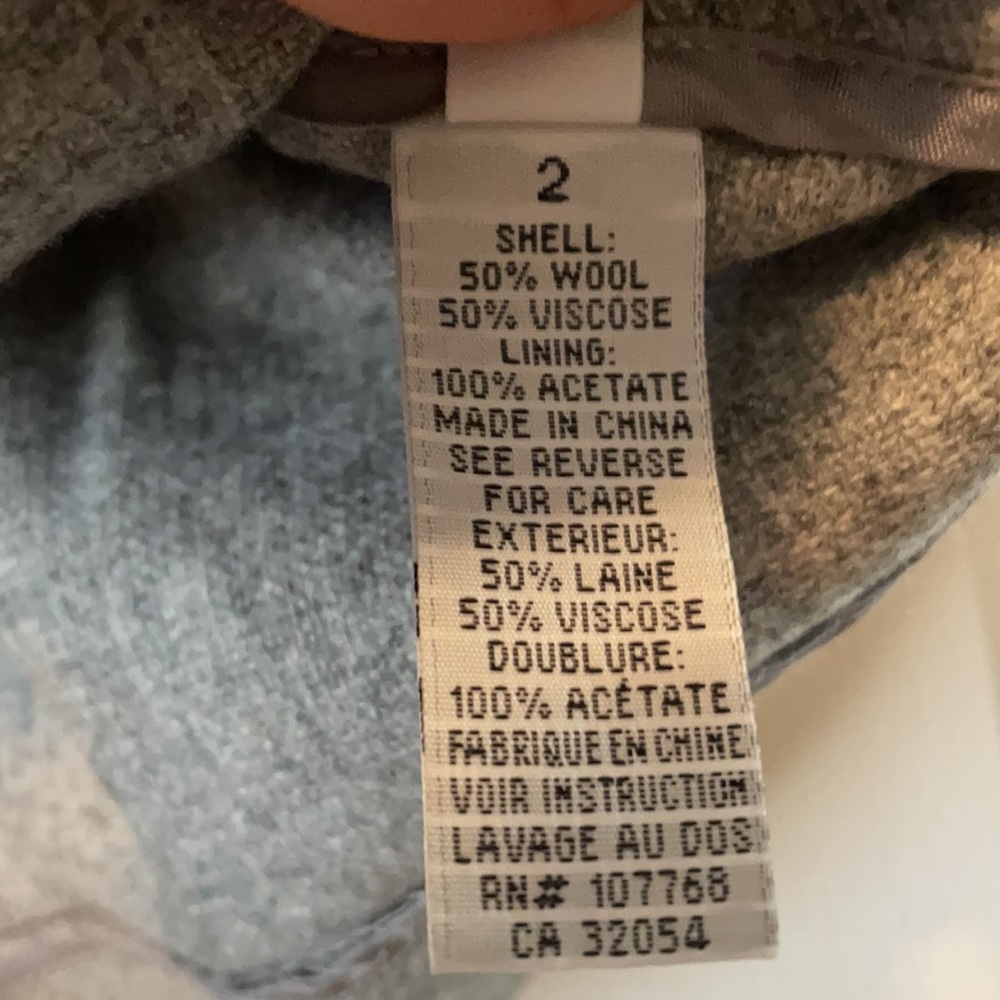 2
SHELL:
50% WOOL
50% VISCOSE
LINING:
100% ACETATE
MADE IN CHINA
SEE REVERSE
FOR CARE
EXTERIEUR:
50% LAINE
50% VISCOSE
DOUBLURE:
100% ACÉTATE
FABRIQUE EN CHINE
VOIR INSTRUCTION
LAVAGE AU DOS
RN# 107768
CA 32054